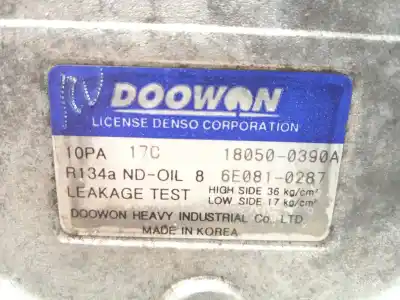 DOOWON
LICENSE DENSO CORPORATION
10PA 17C 18050-0390A
R134a ND-OIL 8 6E081-0287
LEAKAGE TEST HIGH SIDE 36 kg/cm²
LOW SIDE 17 kg/cm²
DOOWON HEAVY INDUSTRIAL Co., LTD.
MADE IN KOREA